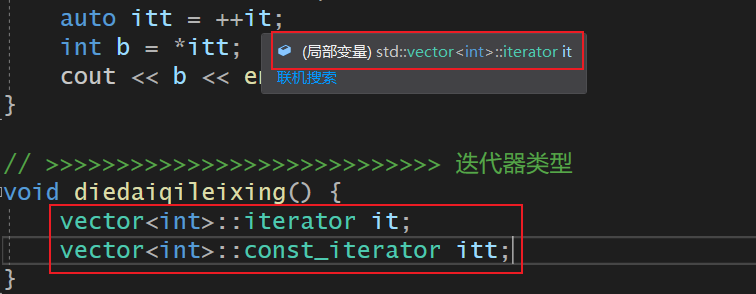 auto itt = ++it;
int b = *itt;
(局部变量) std::vector<int>::iterator it
cout << b << en
联机搜索
}
// >>>>>>>>>>>>>>>>>>>>>>>>>>>> 迭代器类型
void diedaiqileixing() {
vector<int>::iterator it;
vector<int>::const_iterator itt;
}